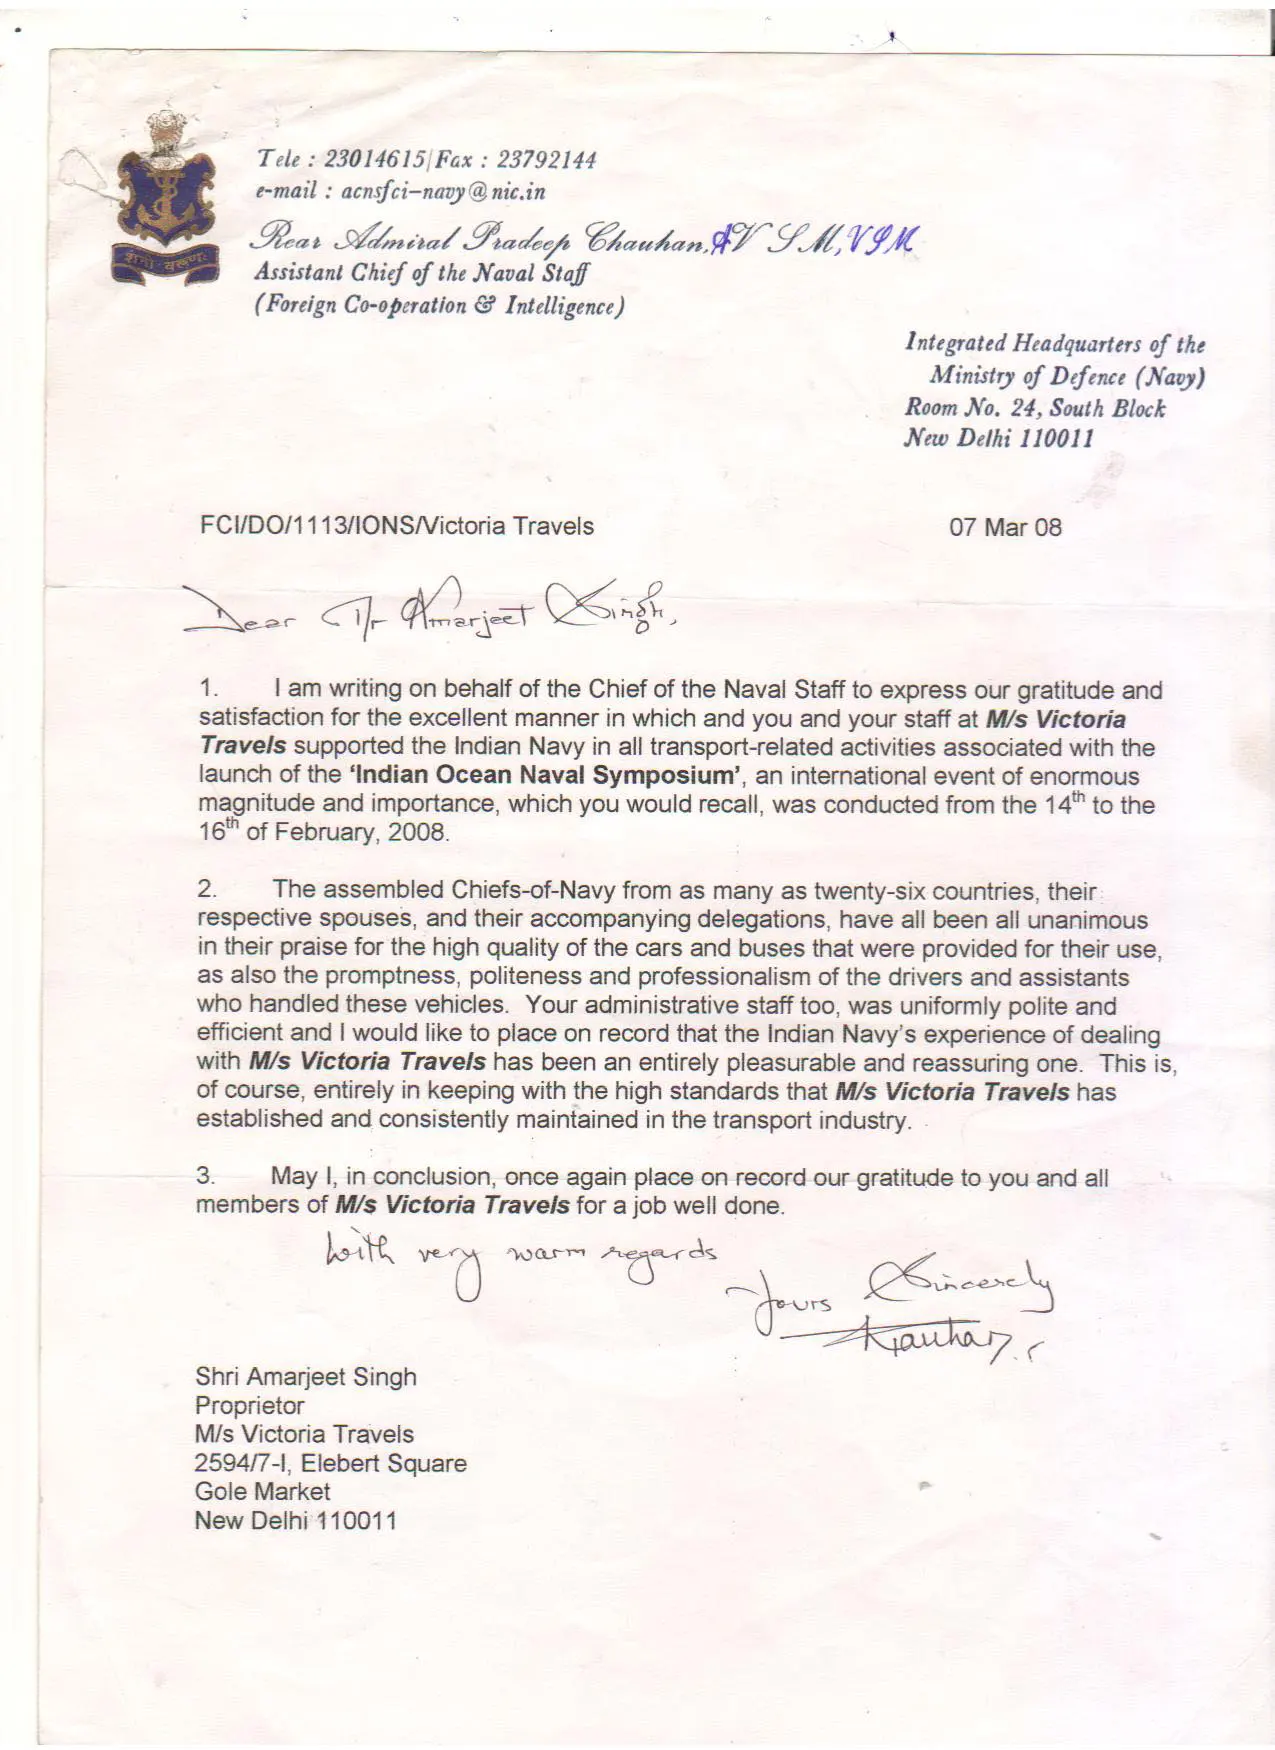 Tele : 23014615/Fax : 23792144
e-mail : acnsfci-navy@nic.in
Rear Admiral Pradeep Chauhan, AVSM, VSM
Assistant Chief of the Naval Staff
(Foreign Co-operation & Intelligence)
शं नो वरुणः
Integrated Headquarters of the
Ministry of Defence (Navy)
Room No. 24, South Block
New Delhi 110011
FCI/DO/1113/IONS/Victoria Travels 07 Mar 08
Dear Mr Amarjeet Singh,
1. I am writing on behalf of the Chief of the Naval Staff to express our gratitude and
satisfaction for the excellent manner in which and you and your staff at M/s Victoria
Travels supported the Indian Navy in all transport-related activities associated with the
launch of the ‘Indian Ocean Naval Symposium’, an international event of enormous
magnitude and importance, which you would recall, was conducted from the 14th to the
16th of February, 2008.
2. The assembled Chiefs-of-Navy from as many as twenty-six countries, their
respective spouses, and their accompanying delegations, have all been all unanimous
in their praise for the high quality of the cars and buses that were provided for their use,
as also the promptness, politeness and professionalism of the drivers and assistants
who handled these vehicles. Your administrative staff too, was uniformly polite and
efficient and I would like to place on record that the Indian Navy’s experience of dealing
with M/s Victoria Travels has been an entirely pleasurable and reassuring one. This is,
of course, entirely in keeping with the high standards that M/s Victoria Travels has
established and consistently maintained in the transport industry.
3. May I, in conclusion, once again place on record our gratitude to you and all
members of M/s Victoria Travels for a job well done.
With very warm regards
Yours Sincerely
Chauhan
Shri Amarjeet Singh
Proprietor
M/s Victoria Travels
2594/7-I, Elebert Square
Gole Market
New Delhi 110011